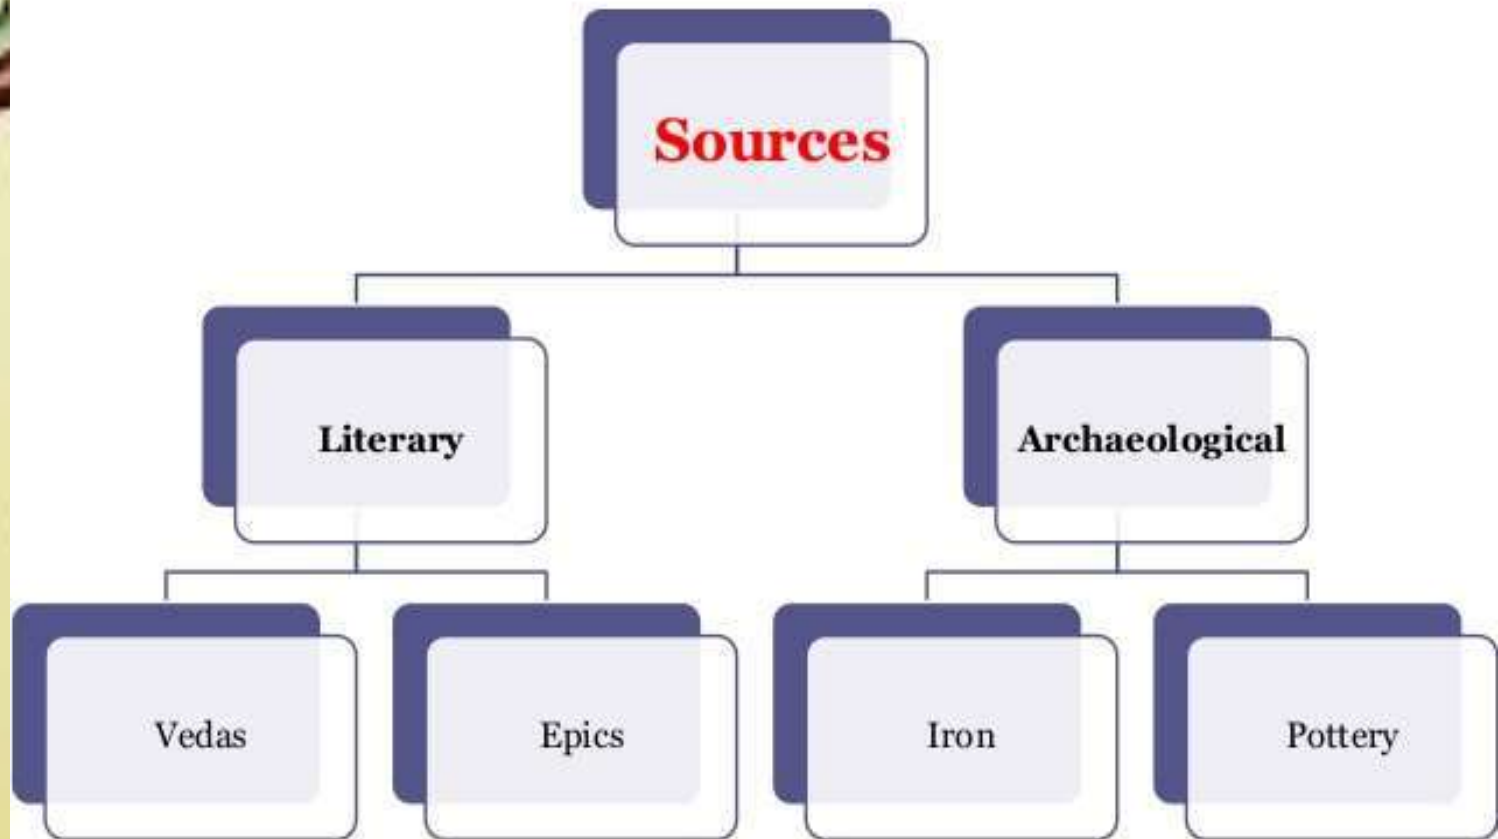 Sources
Literary
Archaeological
Vedas
Epics
Iron
Pottery